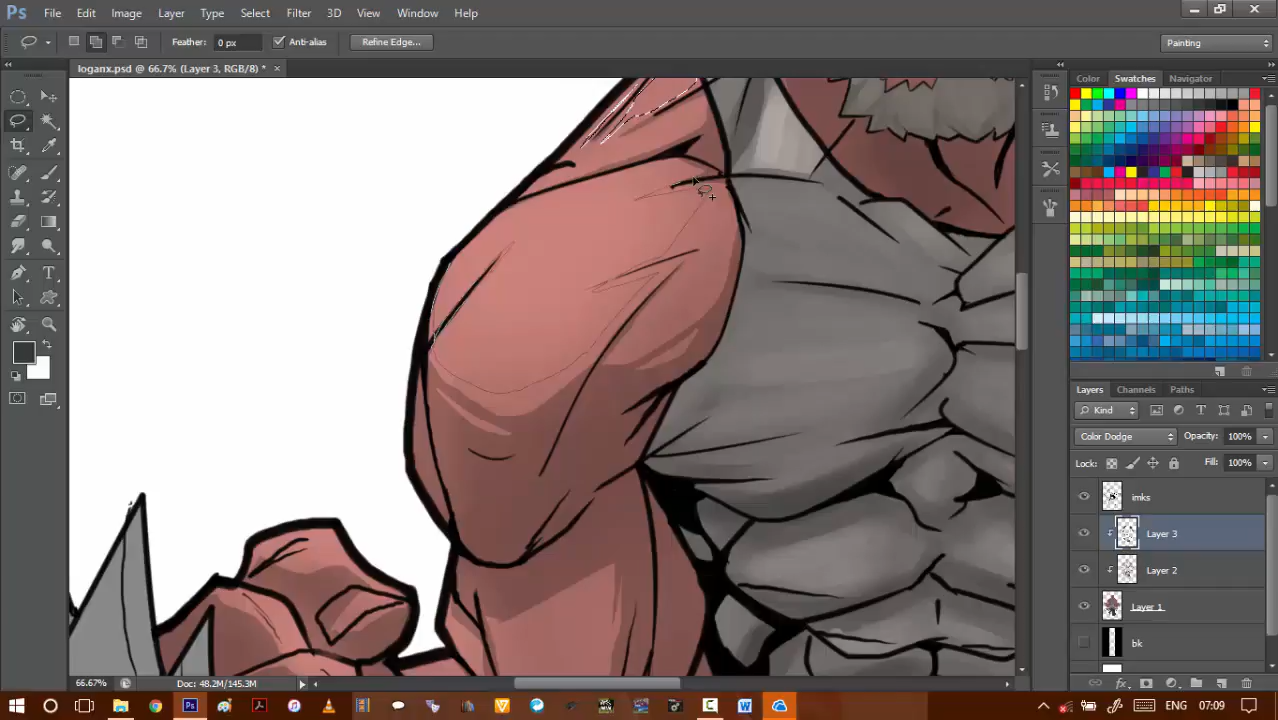 Ps File Edit Image Layer Type Select Filter 3D View Window Help
Feather: 0 px Anti-alias Refine Edge... Painting
loganx.psd @ 66.7% (Layer 3, RGB/8) * ×
Color Swatches Navigator
Layers Channels Paths
Kind
Color Dodge Opacity: 100%
Lock: Fill: 100%
imks
Layer 3
Layer 2
Layer 1
bk
66.67% Doc: 48.2M/145.3M
ENG 07:09